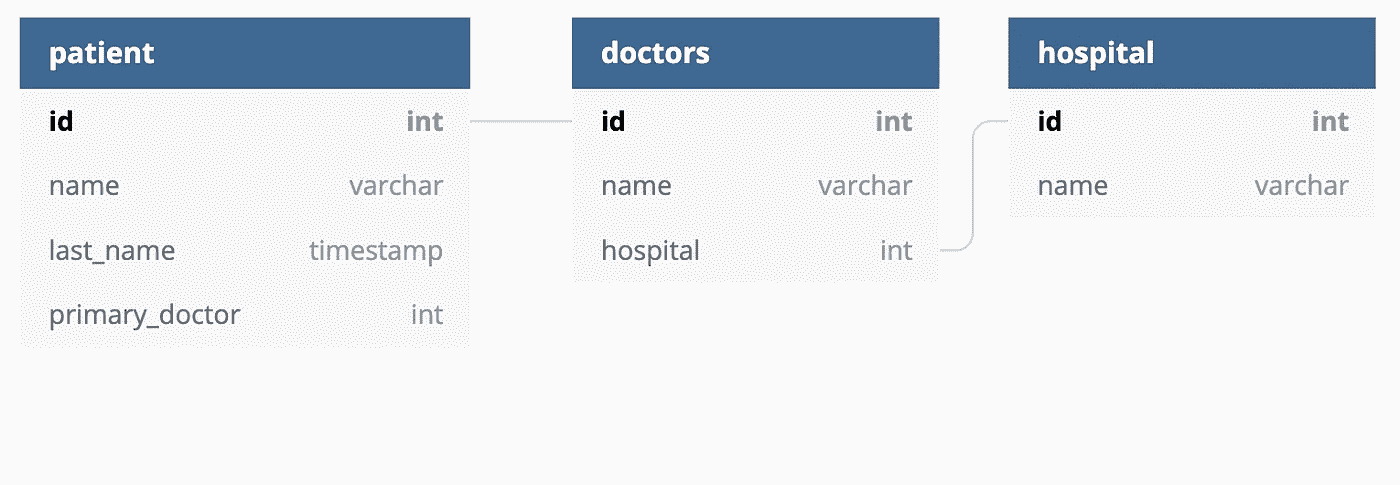 patient
id int
name varchar
last_name timestamp
primary_doctor int
doctors
id int
name varchar
hospital int
hospital
id int
name varchar